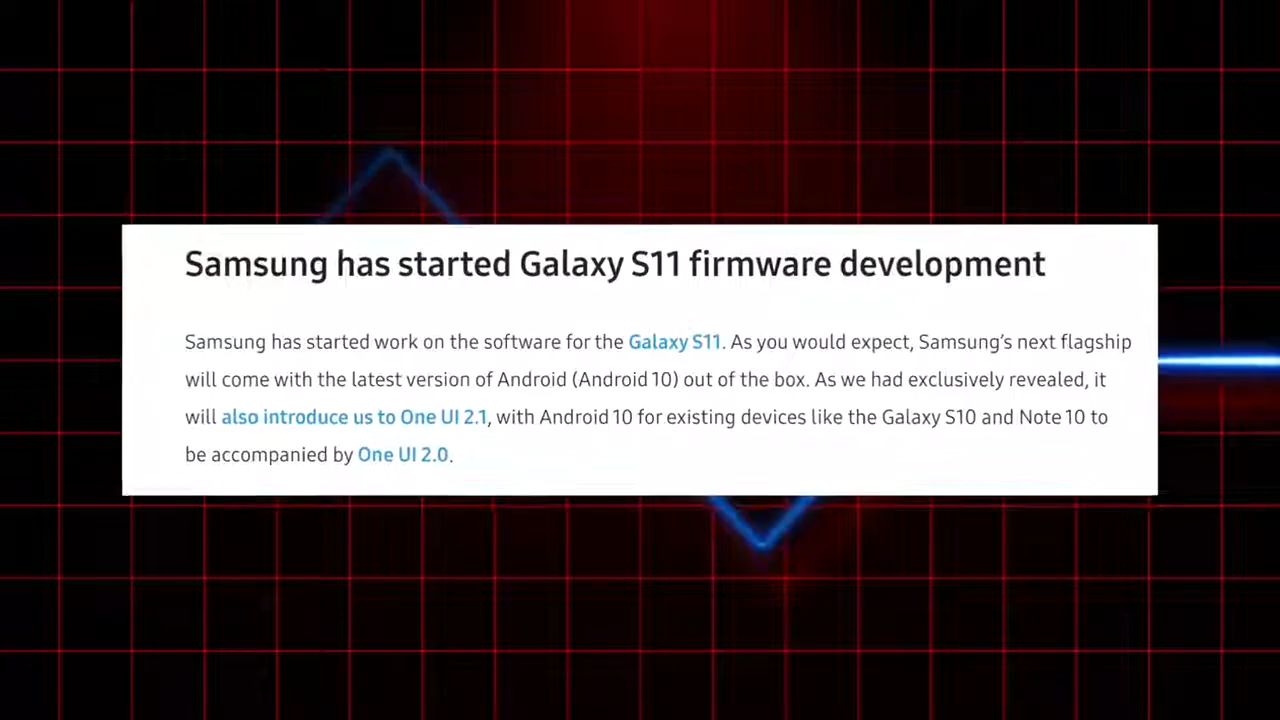 Samsung has started Galaxy S11 firmware development
Samsung has started work on the software for the Galaxy S11. As you would expect, Samsung's next flagship
will come with the latest version of Android (Android 10) out of the box. As we had exclusively revealed, it
will also introduce us to One UI 2.1, with Android 10 for existing devices like the Galaxy S10 and Note 10 to
be accompanied by One UI 2.0.